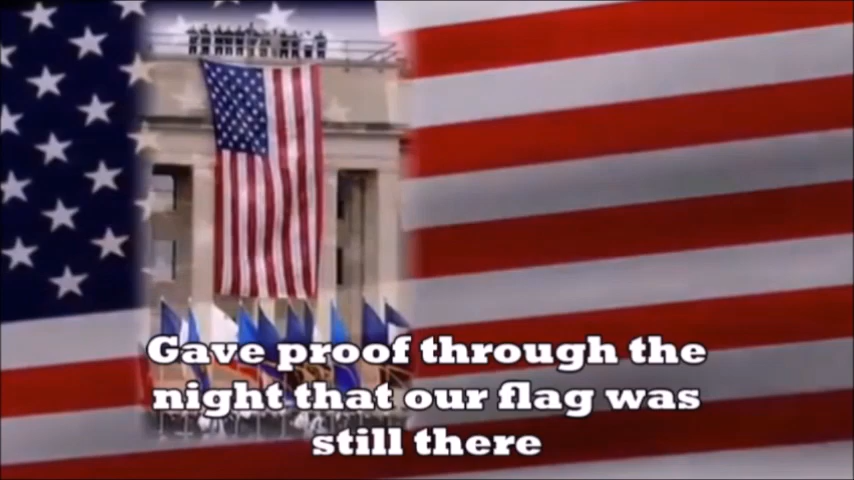 Gave proof through the
night that our flag was
still there